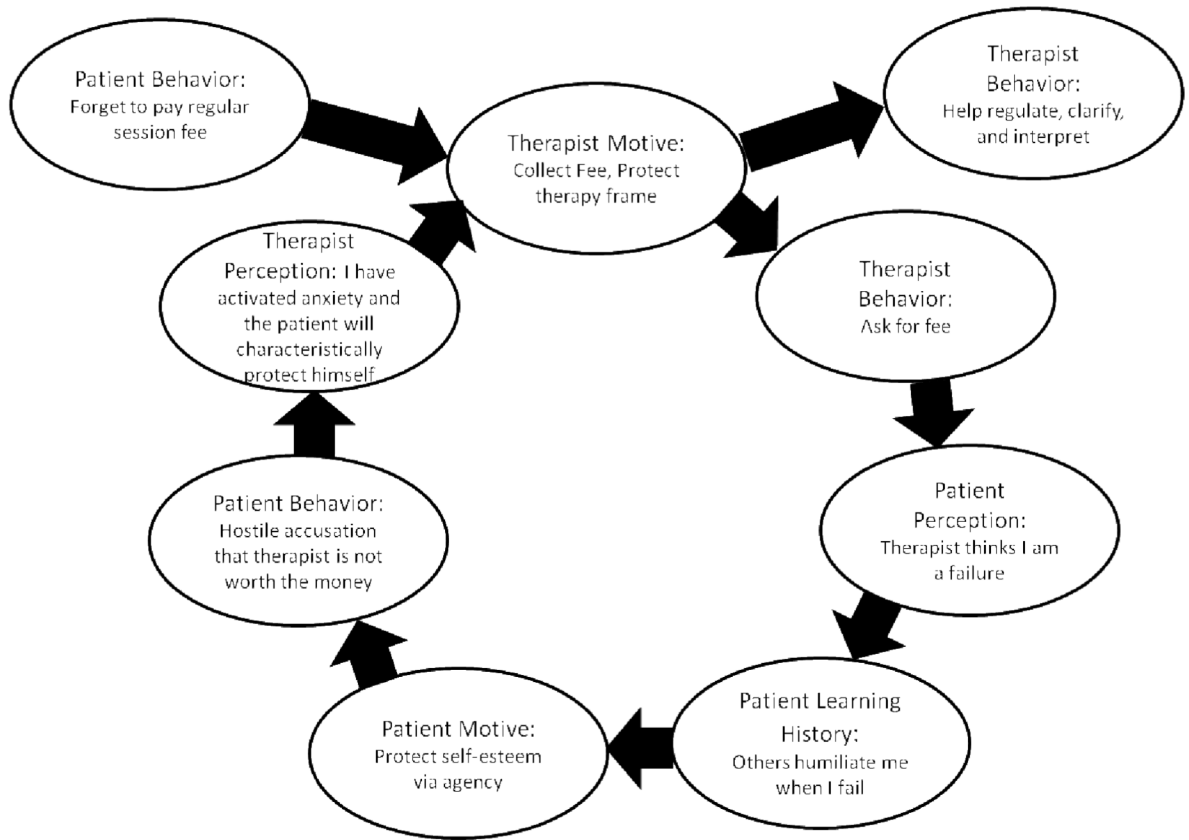 Patient Behavior:
Forget to pay regular
session fee
Therapist Motive:
Collect Fee, Protect
therapy frame
Therapist
Behavior:
Help regulate, clarify,
and interpret
Therapist
Behavior:
Ask for fee
Patient
Perception:
Therapist thinks I am
a failure
Patient Learning
History:
Others humiliate me
when I fail
Patient Motive:
Protect self-esteem
via agency
Patient Behavior:
Hostile accusation
that therapist is not
worth the money
Therapist
Perception: I have
activated anxiety and
the patient will
characteristically
protect himself